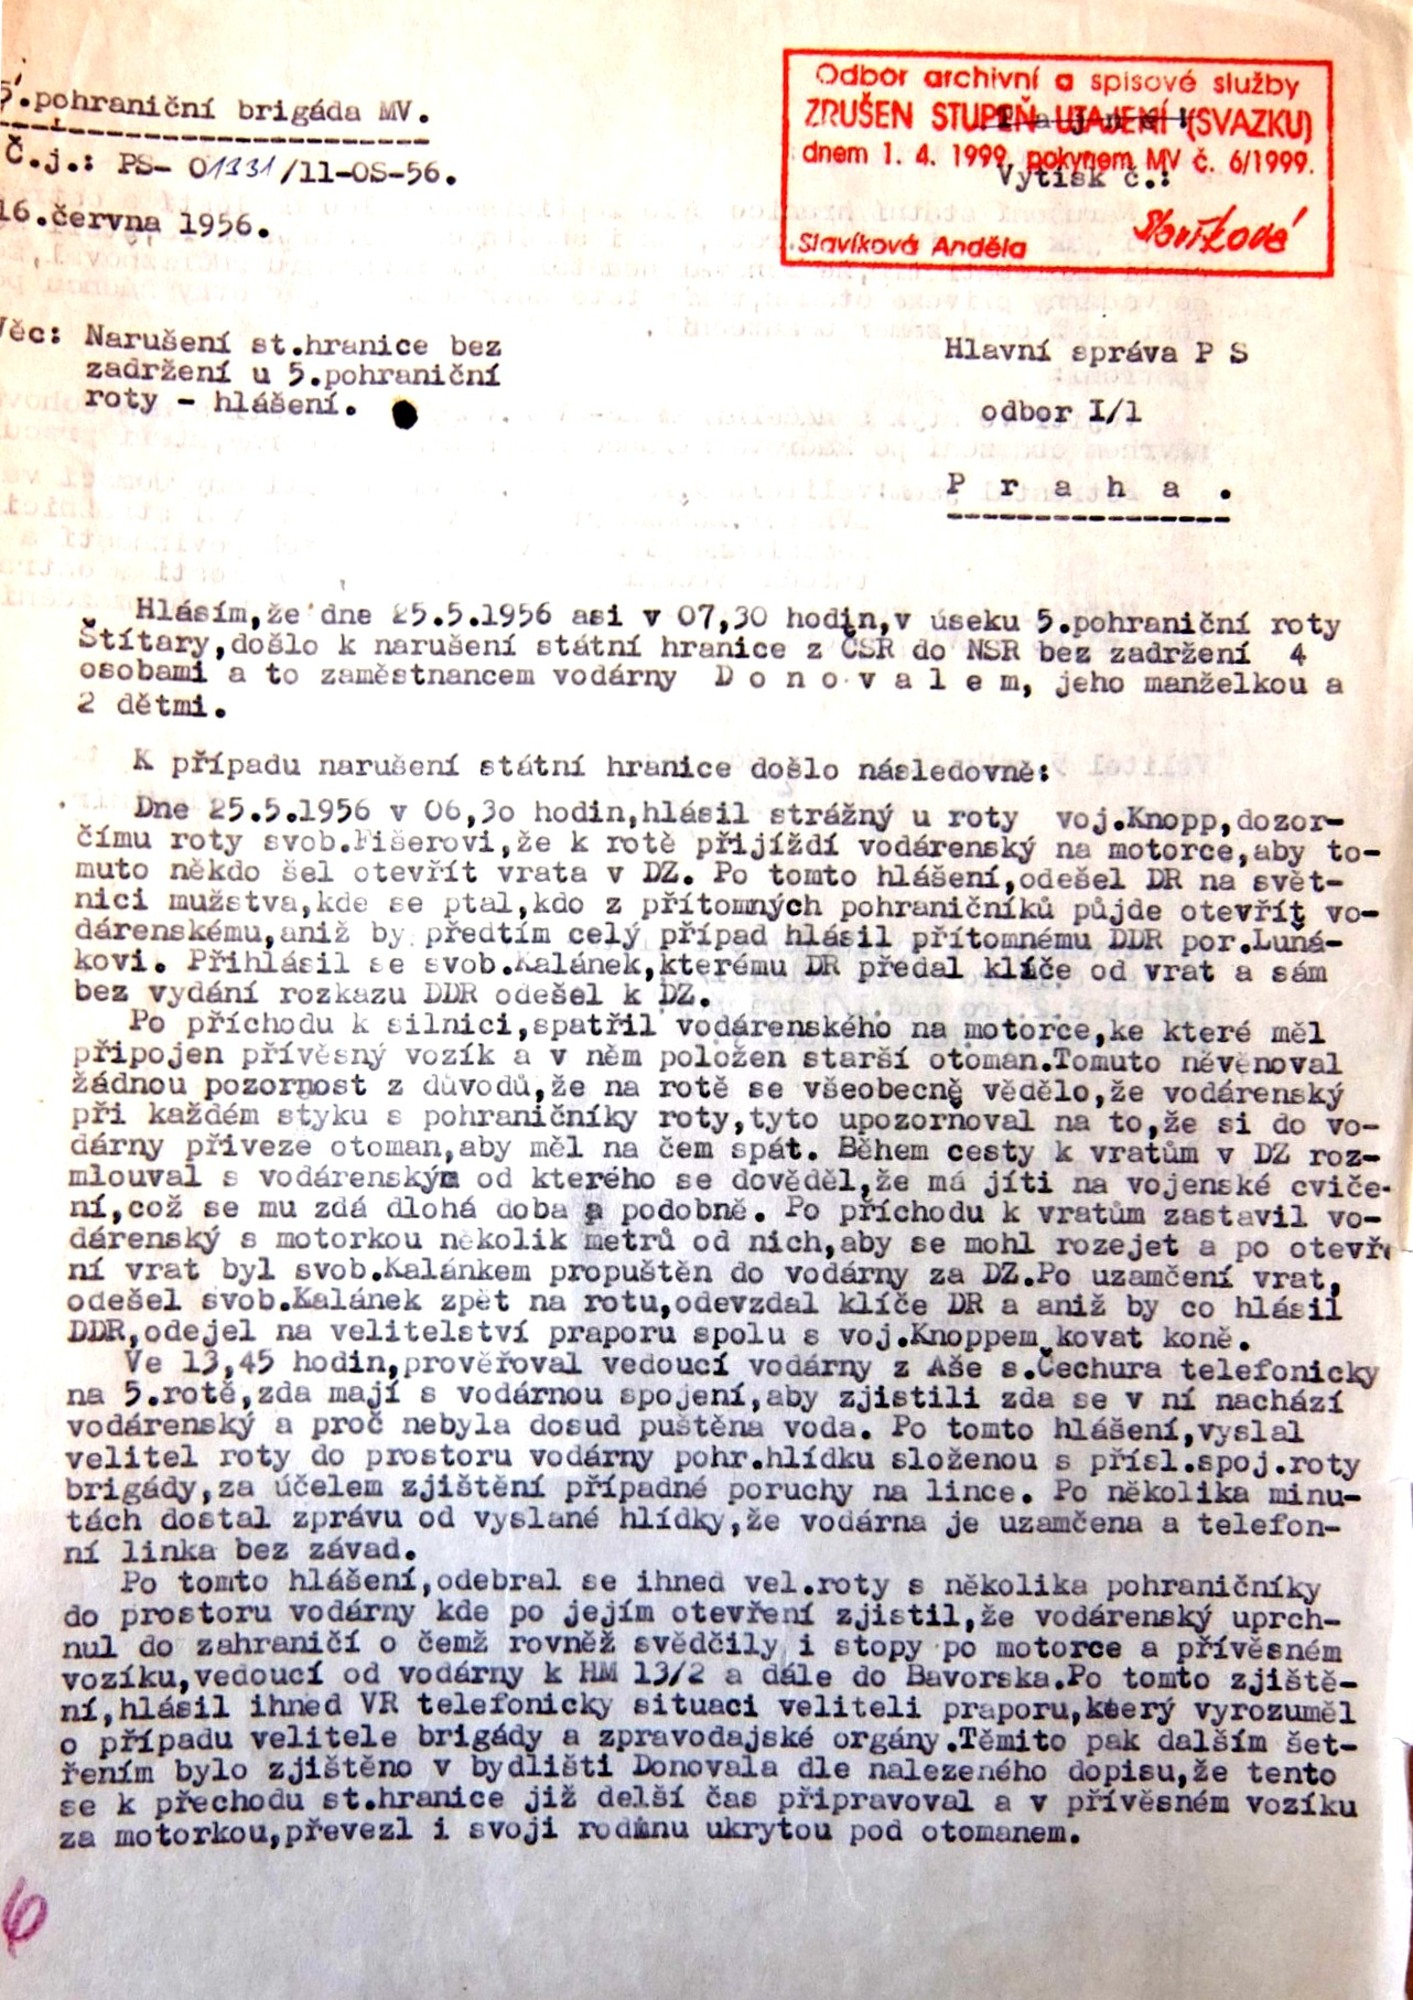 5.pohraniční brigáda MV.
Č.j.: PS- 01331/11-OS-56.
16.června 1956.
Odbor archivní a spisové služby
ZRUŠEN STUPEŇ UTAJENÍ (SVAZKU)
dnem 1. 4. 1999, pokynem MV č. 6/1999.
Výtisk č.:
Slavíková Anděla
Věc: Narušení st.hranice bez
zadržení u 5.pohraniční
roty - hlášení.
Hlavní správa P S
odbor I/1
P r a h a .
Hlásím,že dne 25.5.1956 asi v 07,30 hodin,v úseku 5.pohraniční roty
Štítary,došlo k narušení státní hranice z ČSR do NSR bez zadržení 4
osobami a to zaměstnancem vodárny D o n o v a l e m, jeho manželkou a
2 dětmi.
K případu narušení státní hranice došlo následovně:
Dne 25.5.1956 v 06,3o hodin,hlásil strážný u roty voj.Knopp,dozor-
čímu roty svob.Fišerovi,že k rotě přijíždí vodárenský na motorce,aby to-
muto někdo šel otevřít vrata v DZ. Po tomto hlášení,odešel DR na svět-
nici mužstva,kde se ptal,kdo z přítomných pohraničníků půjde otevřít vo-
dárenskému,aniž by předtím celý případ hlásil přítomnému DDR por.Luňá-
kovi. Přihlásil se svob.Kalánek,kterému DR předal klíče od vrat a sám
bez vydání rozkazu DDR odešel k DZ.
Po příchodu k silnici,spatřil vodárenského na motorce,ke které měl
připojen přívěsný vozík a v něm položen starší otoman.Tomuto nevěnoval
žádnou pozornost z důvodů,že na rotě se všeobecně vědělo,že vodárenský
při každém styku s pohraničníky roty,tyto upozornoval na to,že si do vo-
dárny přiveze otoman,aby měl na čem spát. Během cesty k vratům v DZ roz-
mlouval s vodárenským od kterého se dověděl,že má jíti na vojenské cviče-
ní,což se mu zdá dlohá doba a podobně. Po příchodu k vratům zastavil vo-
dárenský s motorkou několik metrů od nich,aby se mohl rozejet a po otevře
ní vrat byl svob.Kalánkem propuštěn do vodárny za DZ.Po uzamčení vrat,
odešel svob.Kalánek zpět na rotu,odevzdal klíče DR a aniž by co hlásil
DDR,odejel na velitelství praporu spolu s voj.Knoppem kovat koně.
Ve 13,45 hodin,prověřoval vedoucí vodárny z Aše s.Čechura telefonicky
na 5.rotě,zda mají s vodárnou spojení,aby zjistili zda se v ní nachází
vodárenský a proč nebyla dosud puštěna voda. Po tomto hlášení,vyslal
velitel roty do prostoru vodárny pohr.hlídku složenou s přísl.spoj.roty
brigády,za účelem zjištění případné poruchy na lince. Po několika minu-
tách dostal zprávu od vyslané hlídky,že vodárna je uzamčena a telefon-
ní linka bez závad.
Po tomto hlášení,odebral se ihned vel.roty s několika pohraničníky
do prostoru vodárny kde po jejím otevření zjistil,že vodárenský uprch-
nul do zahraničí o čemž rovněž svědčily i stopy po motorce a přívěsném
vozíku,vedoucí od vodárny k HM 13/2 a dále do Bavorska.Po tomto zjiště-
ní,hlásil ihned VR telefonicky situaci veliteli praporu,který vyrozuměl
o případu velitele brigády a zpravodajské orgány.Těmito pak dalším šet-
řením bylo zjištěno v bydlišti Donovala dle nalezeného dopisu,že tento
se k přechodu st.hranice již delší čas připravoval a v přívěsném vozíku
za motorkou,převezl i svoji rodinu ukrytou pod otomanem.
6